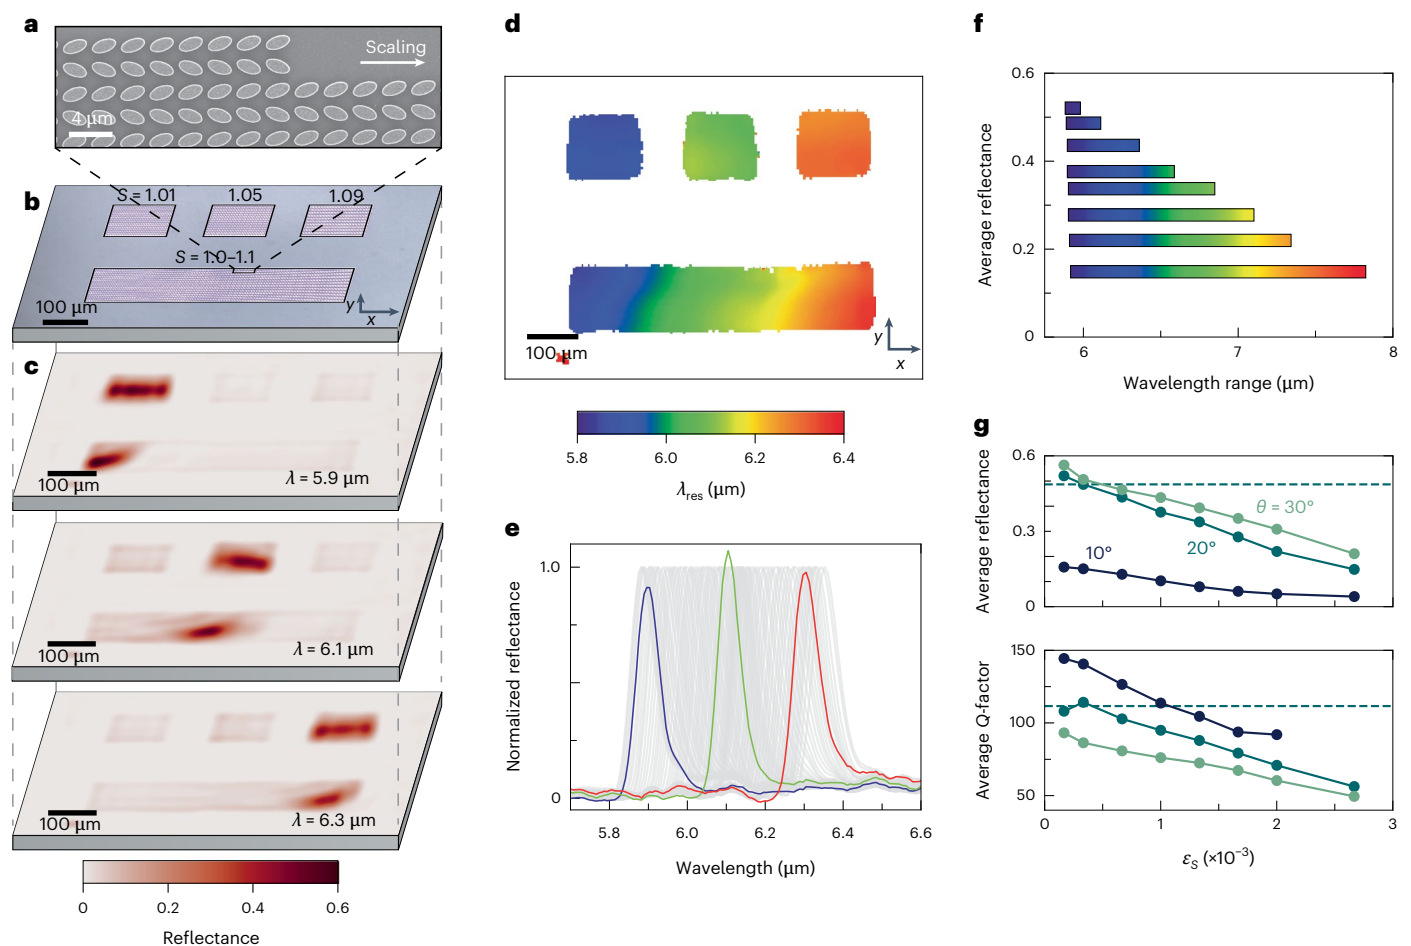 a
Scaling
4 µm
b
S = 1.01
1.05
1.09
S = 1.0–1.1
100 µm
y
x
c
100 µm
λ = 5.9 µm
100 µm
λ = 6.1 µm
100 µm
λ = 6.3 µm
0
0.2
0.4
0.6
Reflectance
d
100 µm
y
x
5.8
6.0
6.2
6.4
λres (µm)
e
Normalized reflectance
1.0
0
5.8
6.0
6.2
6.4
6.6
Wavelength (µm)
f
Average reflectance
0.6
0.4
0.2
0
6
7
8
Wavelength range (µm)
g
Average reflectance
0.6
0.3
0
θ = 30°
20°
10°
Average Q-factor
150
100
50
0
1
2
3
εS (×10⁻³)